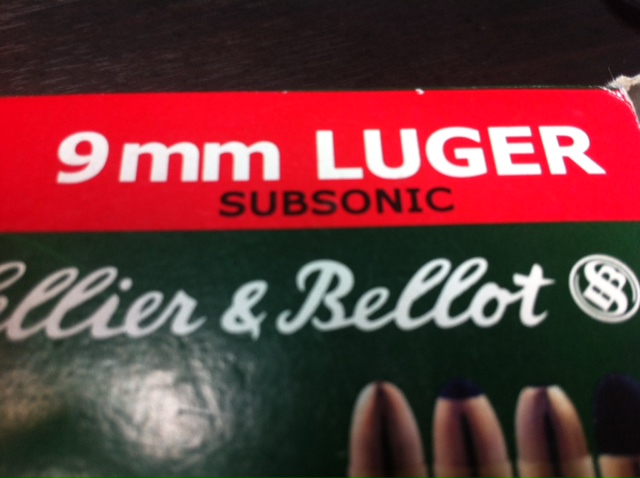 9mm LUGER
SUBSONIC
ellier & Bellot
S&B